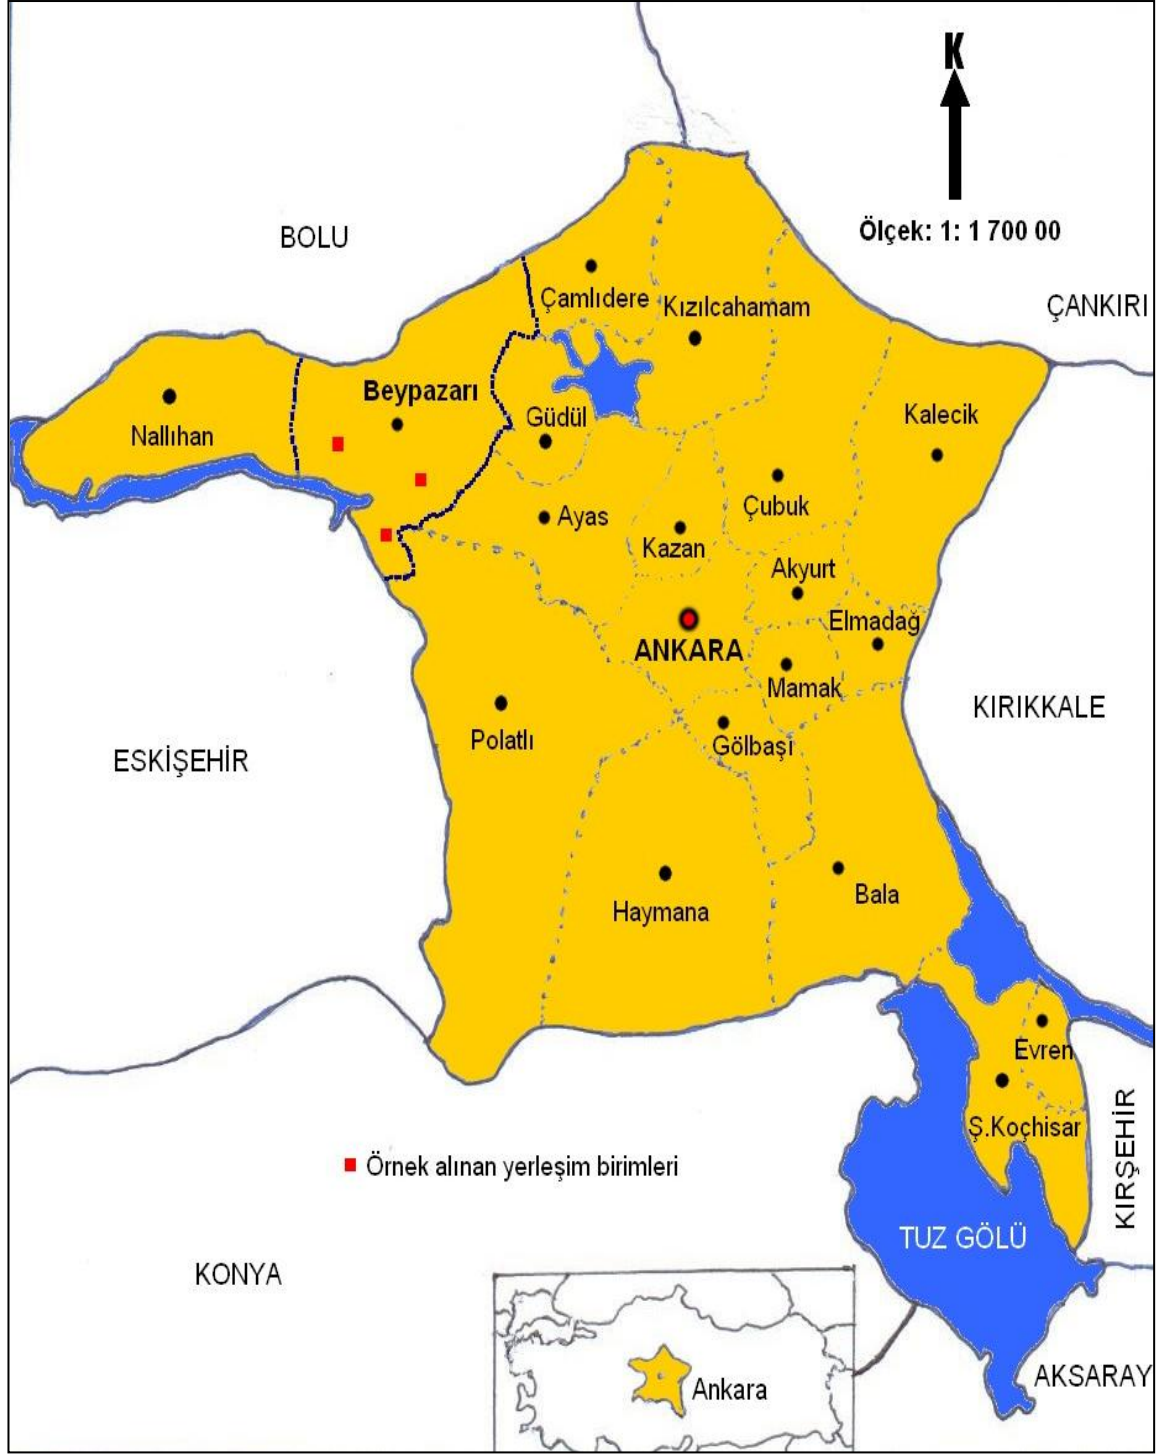 K
Ölçek: 1: 1 700 00
BOLU
ÇANKIRI
Çamlıdere
Kızılcahamam
Beypazarı
Güdül
Kalecik
Nallıhan
Çubuk
Ayas
Kazan
Akyurt
Elmadağ
ANKARA
Mamak
KIRIKKALE
Polatlı
Gölbaşı
ESKİŞEHİR
Bala
Haymana
Evren
Ş.Koçhisar
KIRŞEHİR
Örnek alınan yerleşim birimleri
TUZ GÖLÜ
KONYA
AKSARAY
Ankara